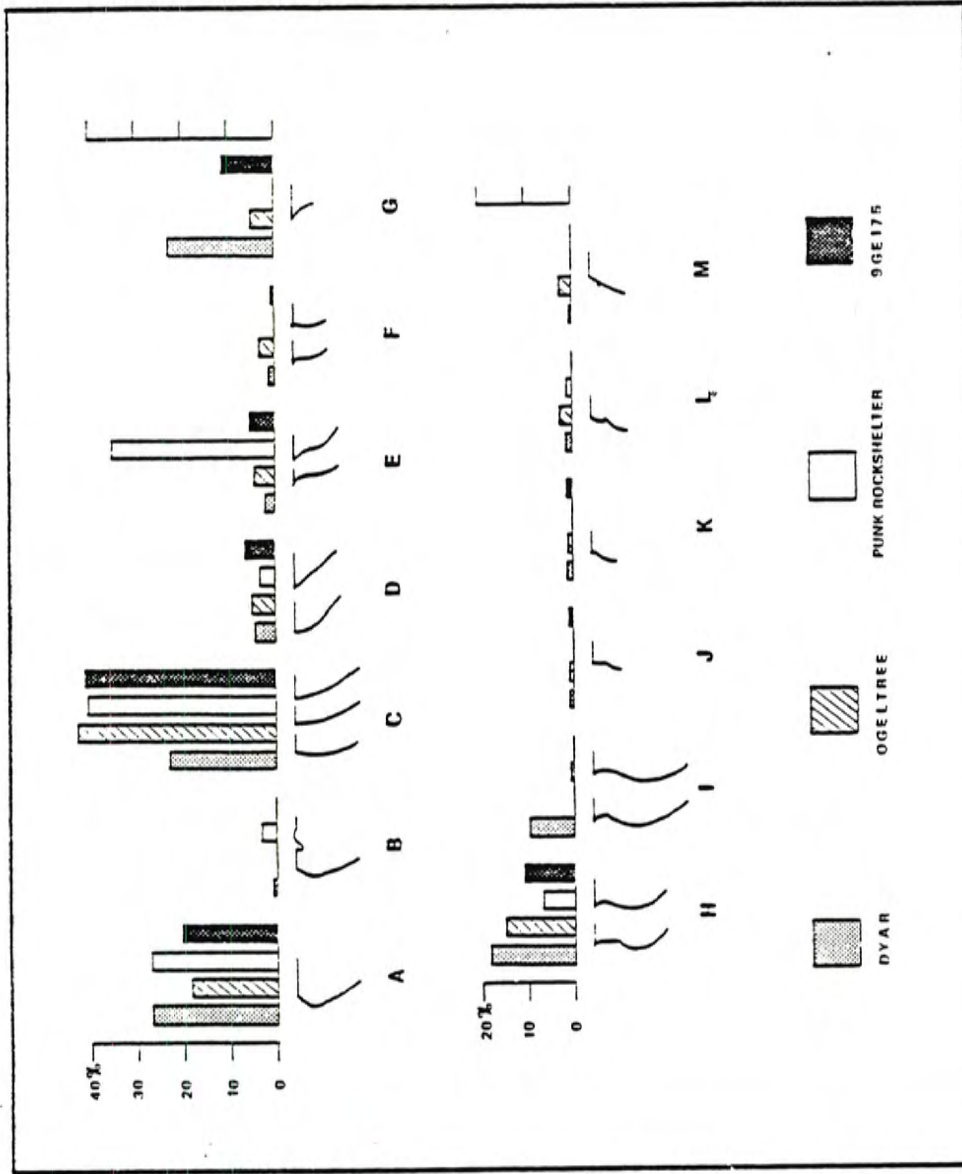 40%
30
20
10
0
A B C D E F G
20%
10
0
H I J K L M
DYAR
OGELTREE
PUNK ROCKSHELTER
9GE175